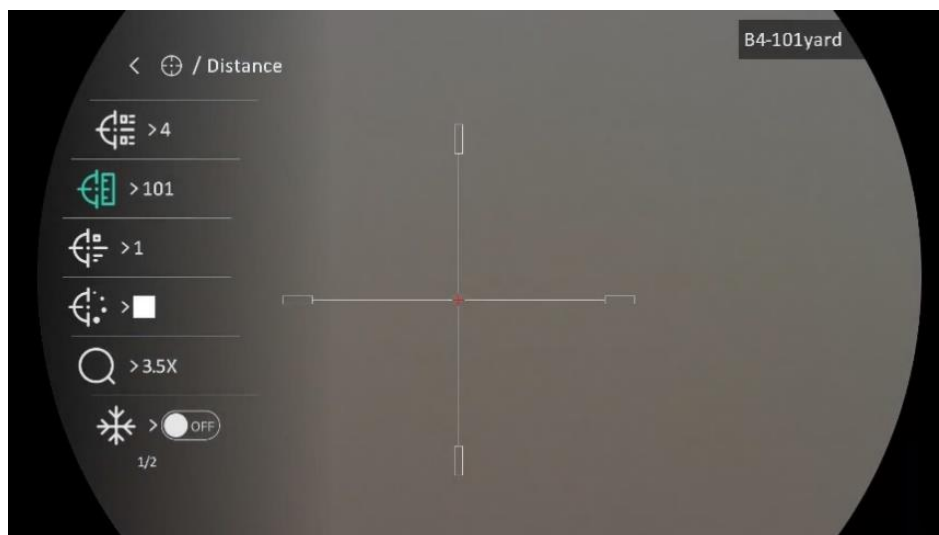 B4-101yard
< / Distance
>4
>101
>1
>
>3.5X
> OFF
1/2